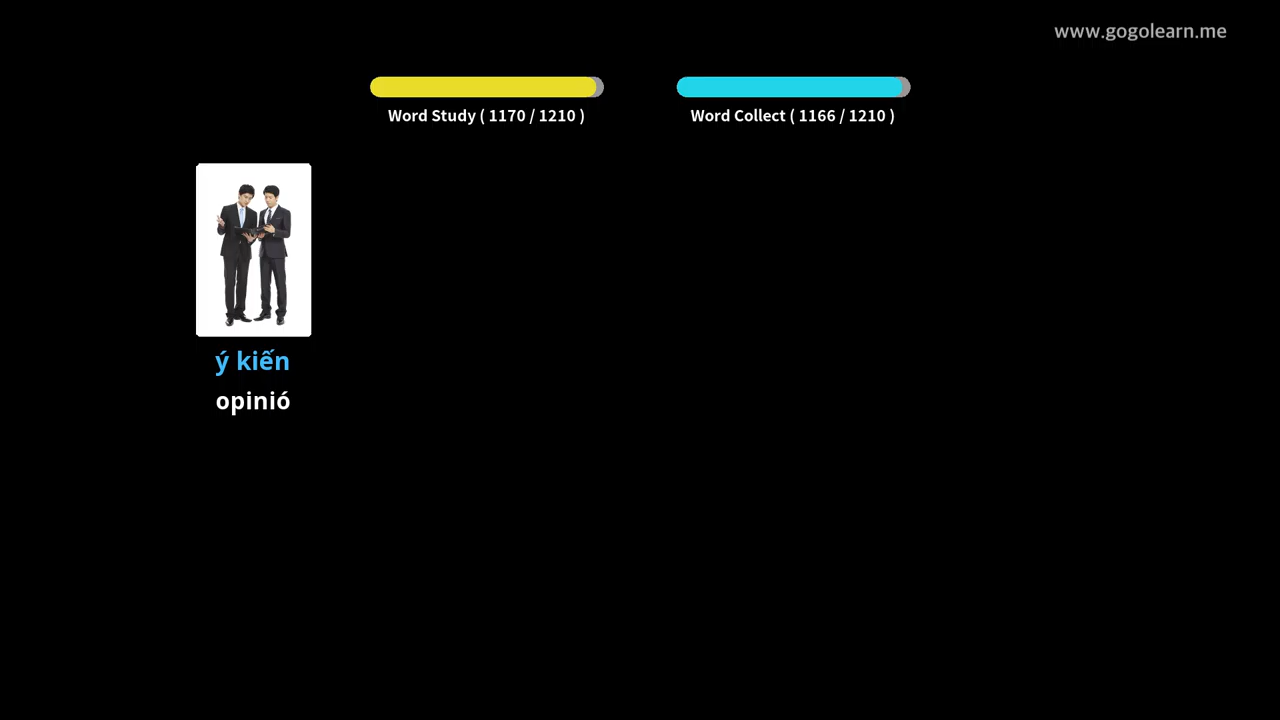 www.gogolearn.me
Word Study ( 1170 / 1210 )
Word Collect ( 1166 / 1210 )
ý kiến
opinió